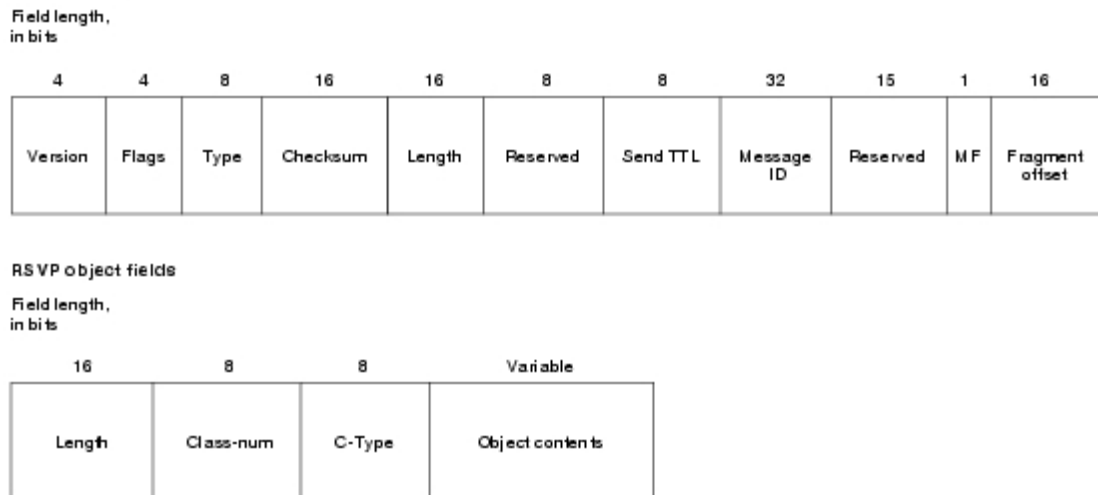 Field length,
in bits
4 4 8 16 16 8 8 32 15 1 16
Version Flags Type Checksum Length Reserved Send TTL Message ID Reserved MF Fragment offset
RSVP object fields
Field length,
in bits
16 8 8 Variable
Length Class-num C-Type Object contents